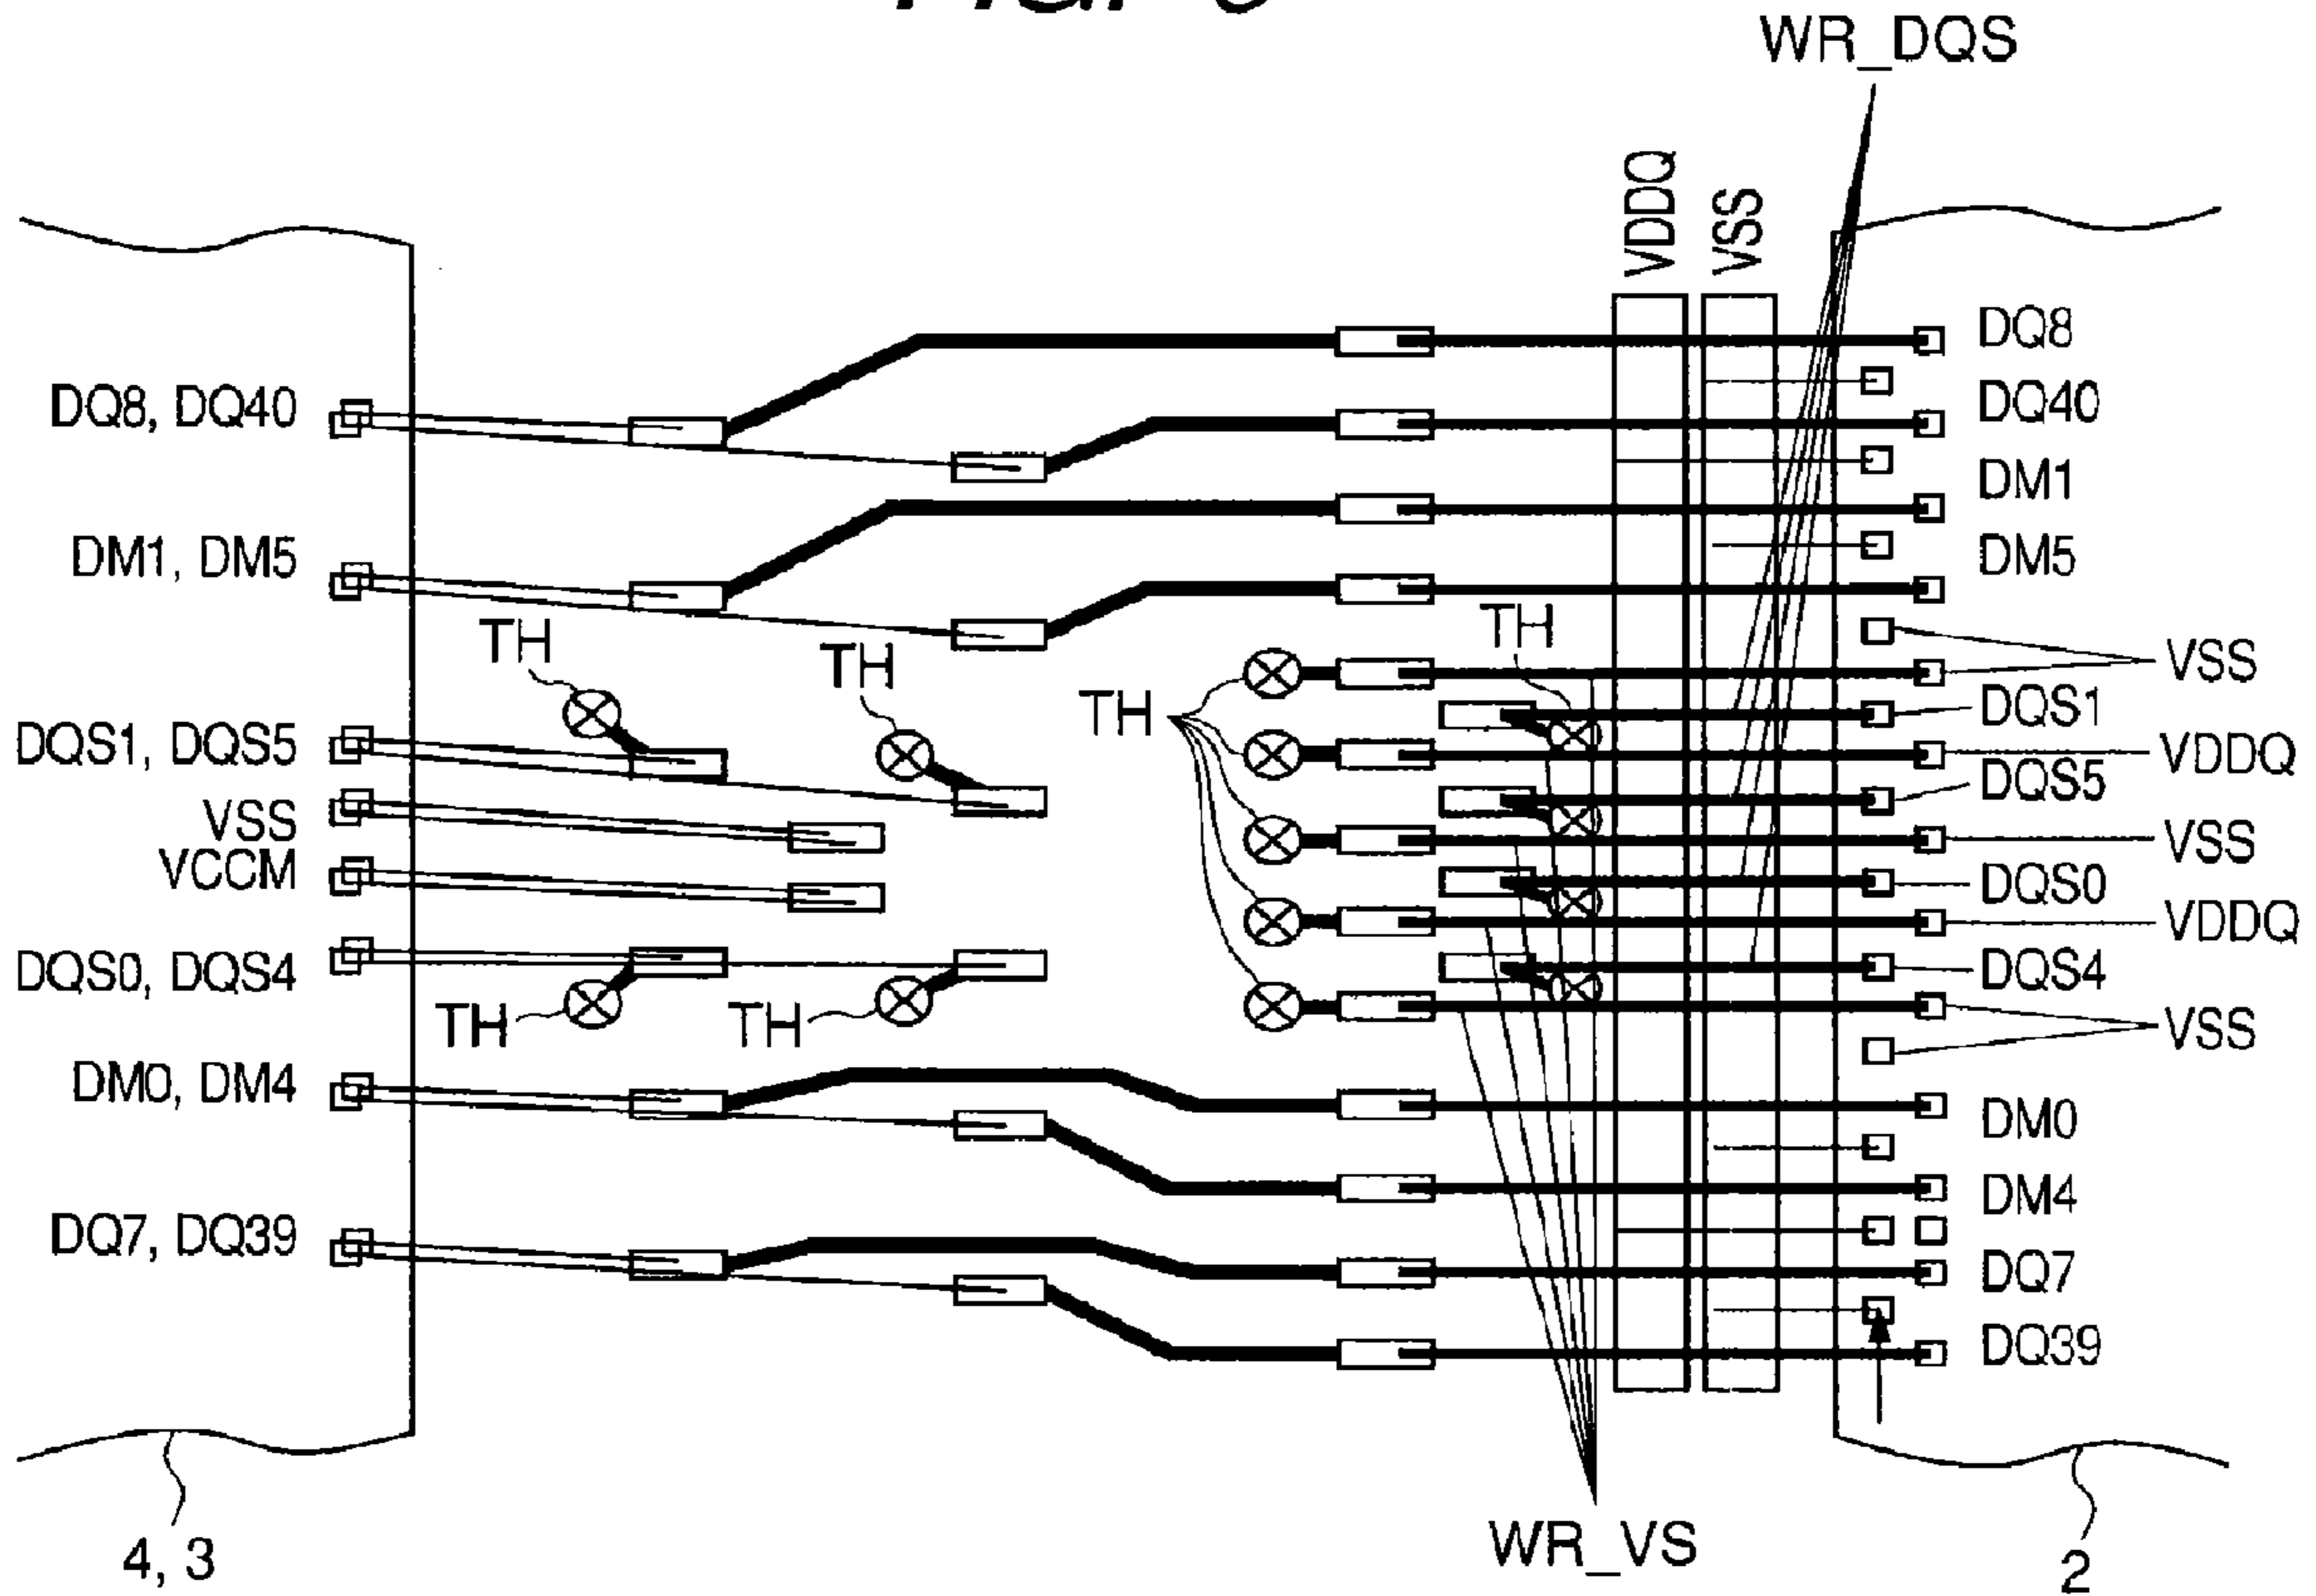 WR_DQS
VDDQ
VSS
DQ8
DQ8, DQ40
DQ40
DM1
DM1, DM5
DM5
TH
TH
TH
TH
VSS
DQS1
DQS1, DQS5
VDDQ
DQS5
VSS
VSS
VCCM
DQS0
VDDQ
DQS0, DQS4
DQS4
TH
TH
VSS
DM0, DM4
DM0
DM4
DQ7, DQ39
DQ7
DQ39
4, 3
WR_VS
2